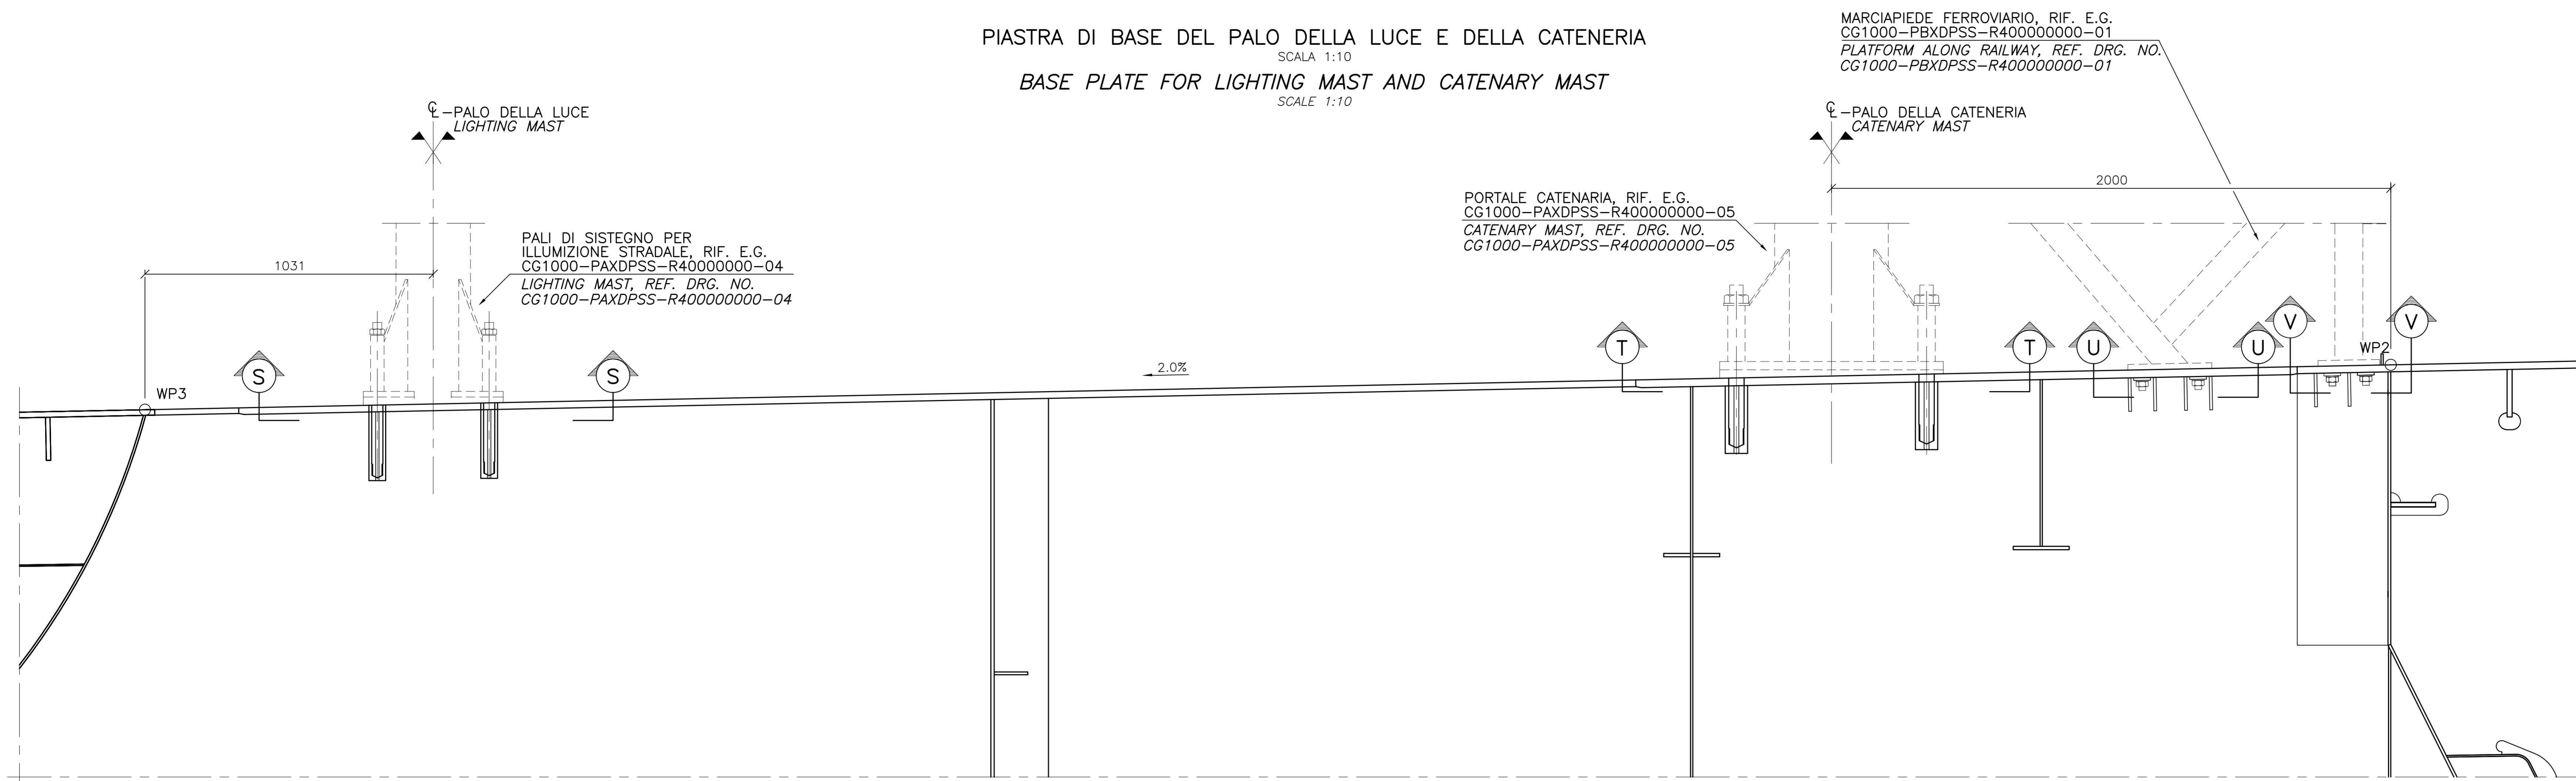 PIASTRA DI BASE DEL PALO DELLA LUCE E DELLA CATENERIA
SCALA 1:10
BASE PLATE FOR LIGHTING MAST AND CATENARY MAST
SCALE 1:10
MARCIAPIEDE FERROVIARIO, RIF. E.G.
CG1000-PBXDPSS-R400000000-01
PLATFORM ALONG RAILWAY, REF. DRG. NO.
CG1000-PBXDPSS-R400000000-01
℄-PALO DELLA LUCE
LIGHTING MAST
℄-PALO DELLA CATENERIA
CATENARY MAST
2000
PORTALE CATENARIA, RIF. E.G.
CG1000-PAXDPSS-R400000000-05
CATENARY MAST, REF. DRG. NO.
CG1000-PAXDPSS-R400000000-05
PALI DI SISTEGNO PER
ILLUMIZIONE STRADALE, RIF. E.G.
CG1000-PAXDPSS-R40000000-04
LIGHTING MAST, REF. DRG. NO.
CG1000-PAXDPSS-R400000000-04
1031
WP3
S
S
2.0%
T
T
U
U
V
V
WP2